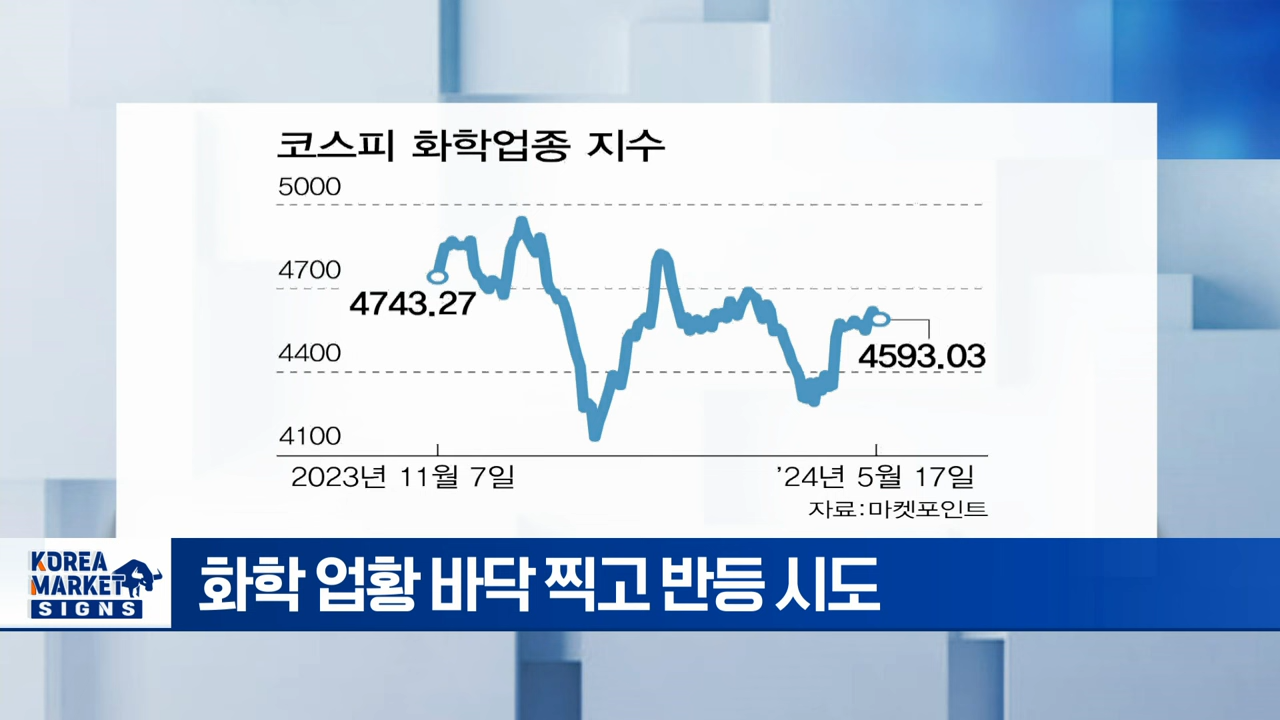 코스피 화학업종 지수
5000
4700
4743.27
4400
4593.03
4100
2023년 11월 7일
'24년 5월 17일
자료:마켓포인트
KOREA
MARKET
SIGNS
화학 업황 바닥 찍고 반등 시도